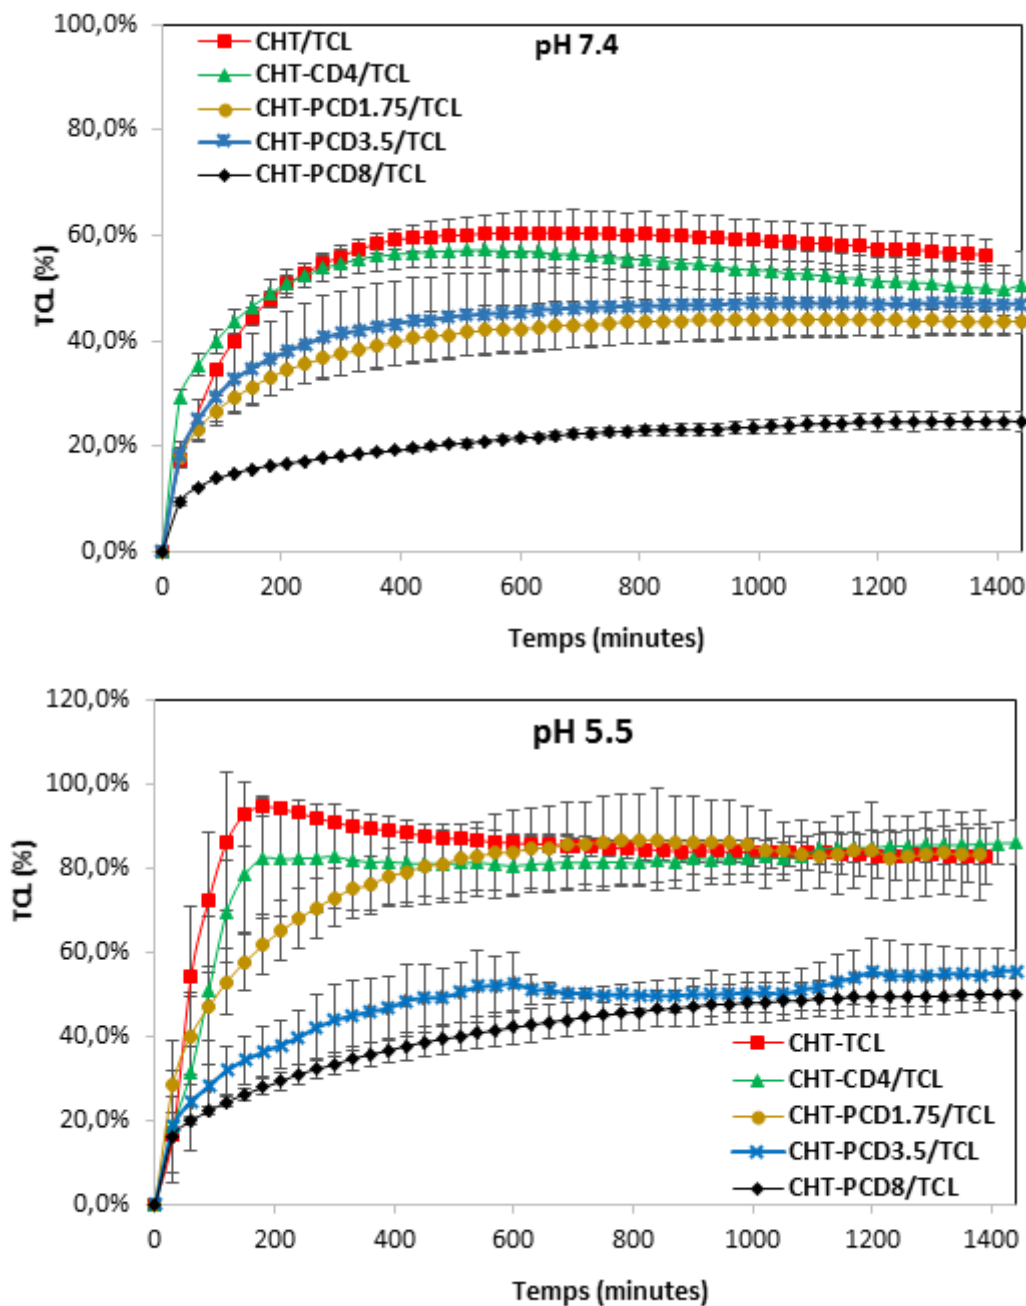 100,0%
pH 7.4
CHT/TCL
CHT-CD4/TCL
80,0%
CHT-PCD1.75/TCL
CHT-PCD3.5/TCL
CHT-PCD8/TCL
60,0%
TCL (%)
40,0%
20,0%
0,0%
0 200 400 600 800 1000 1200 1400
Temps (minutes)
120,0%
pH 5.5
100,0%
80,0%
TCL (%)
60,0%
40,0%
CHT-TCL
CHT-CD4/TCL
20,0%
CHT-PCD1.75/TCL
CHT-PCD3.5/TCL
CHT-PCD8/TCL
0,0%
0 200 400 600 800 1000 1200 1400
Temps (minutes)